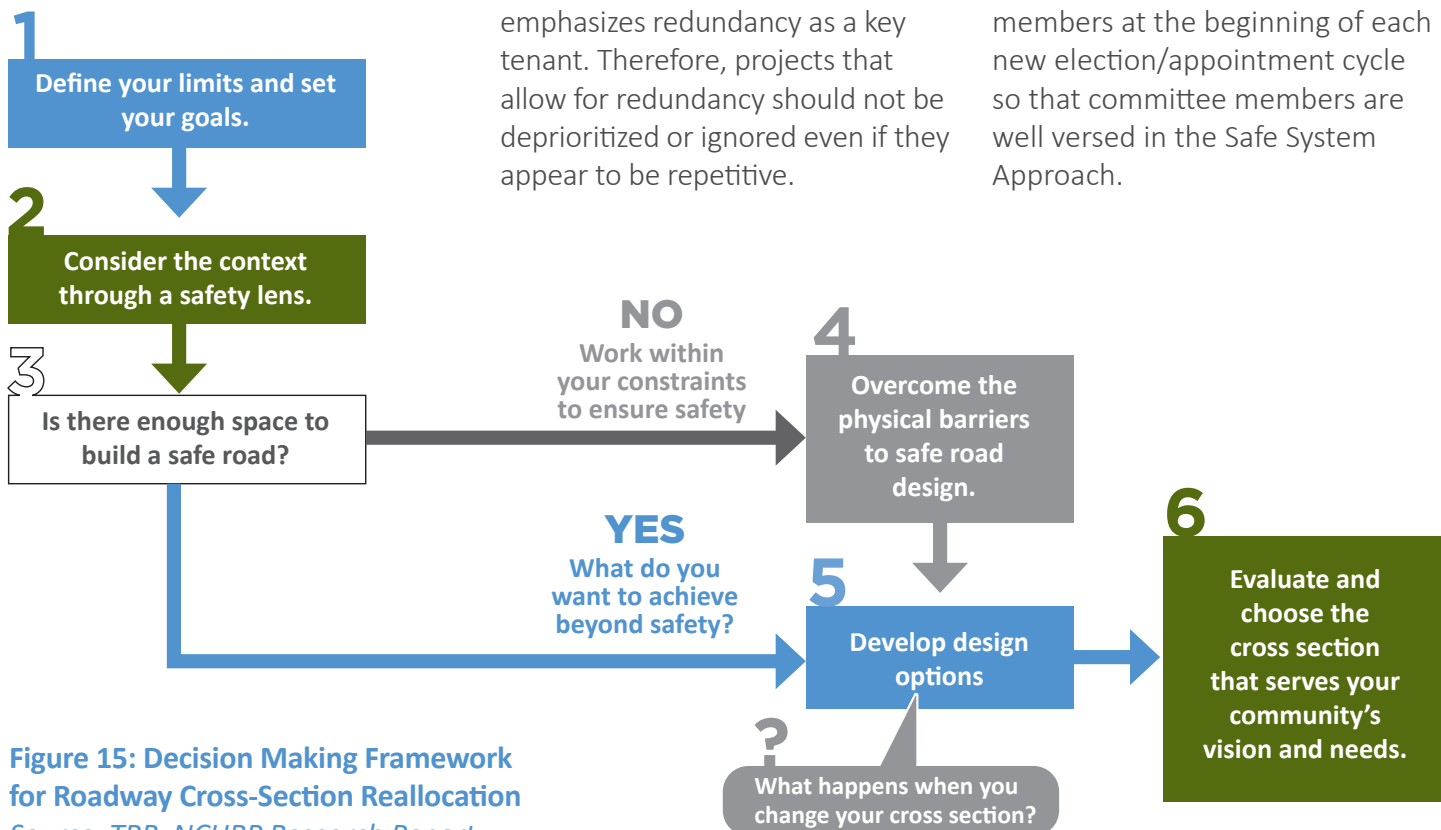 emphasizes redundancy as a key
tenant. Therefore, projects that
allow for redundancy should not be
deprioritized or ignored even if they
appear to be repetitive.
members at the beginning of each
new election/appointment cycle
so that committee members are
well versed in the Safe System
Approach.
1
Define your limits and set
your goals.
2
Consider the context
through a safety lens.
3
Is there enough space to
build a safe road?
NO
Work within
your constraints
to ensure safety
4
Overcome the
physical barriers
to safe road
design.
YES
What do you
want to achieve
beyond safety?
5
Develop design
options
?
What happens when you
change your cross section?
6
Evaluate and
choose the
cross section
that serves your
community's
vision and needs.
Figure 15: Decision Making Framework
for Roadway Cross-Section Reallocation
Source: TRB, NCHRP Research Report